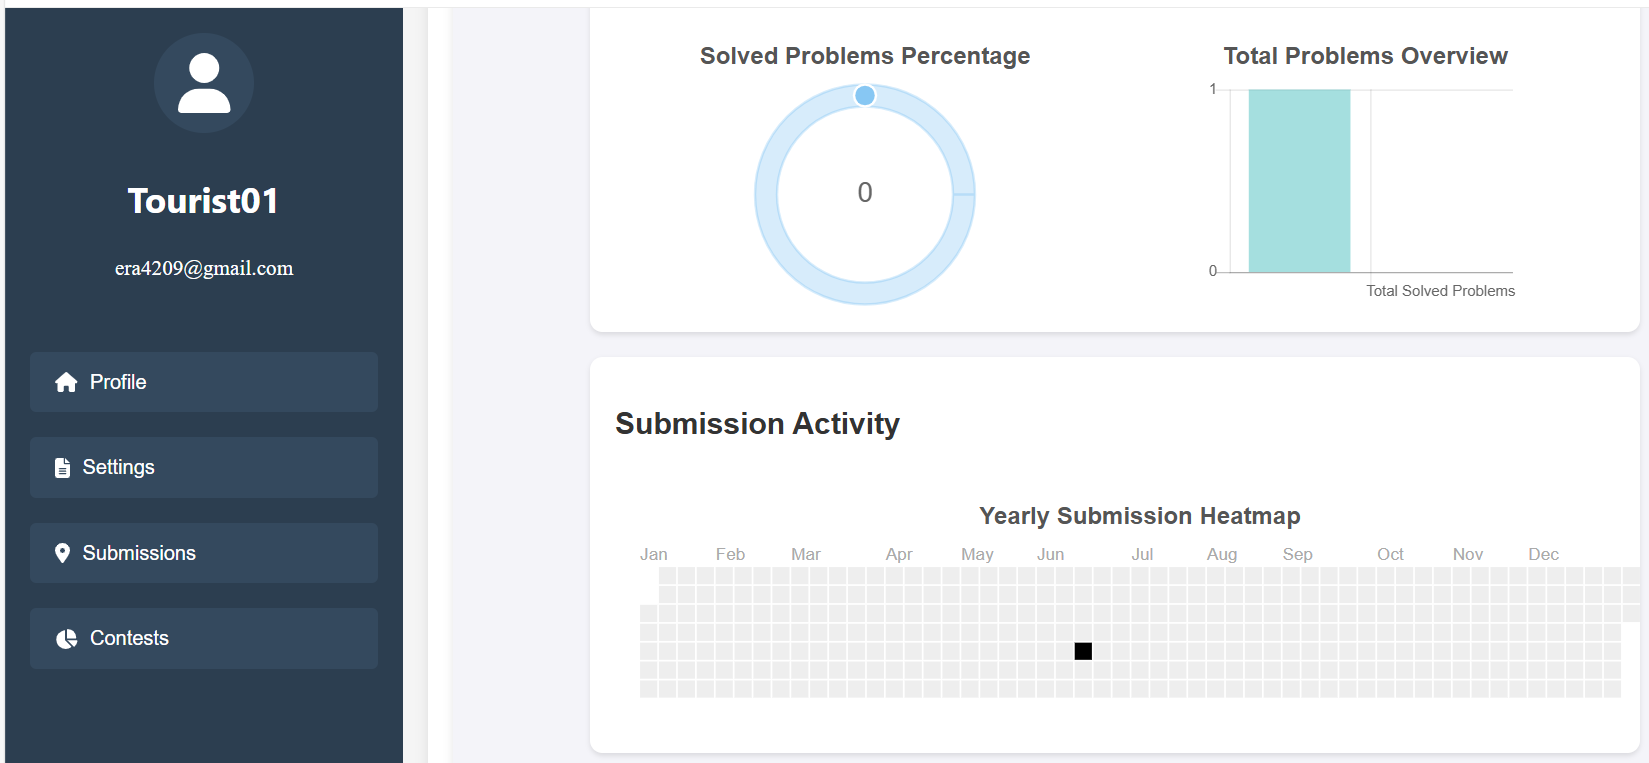 Tourist01
era4209@gmail.com
Profile
Settings
Submissions
Contests
Solved Problems Percentage
0
Total Problems Overview
1
0
Total Solved Problems
Submission Activity
Yearly Submission Heatmap
Jan Feb Mar Apr May Jun Jul Aug Sep Oct Nov Dec